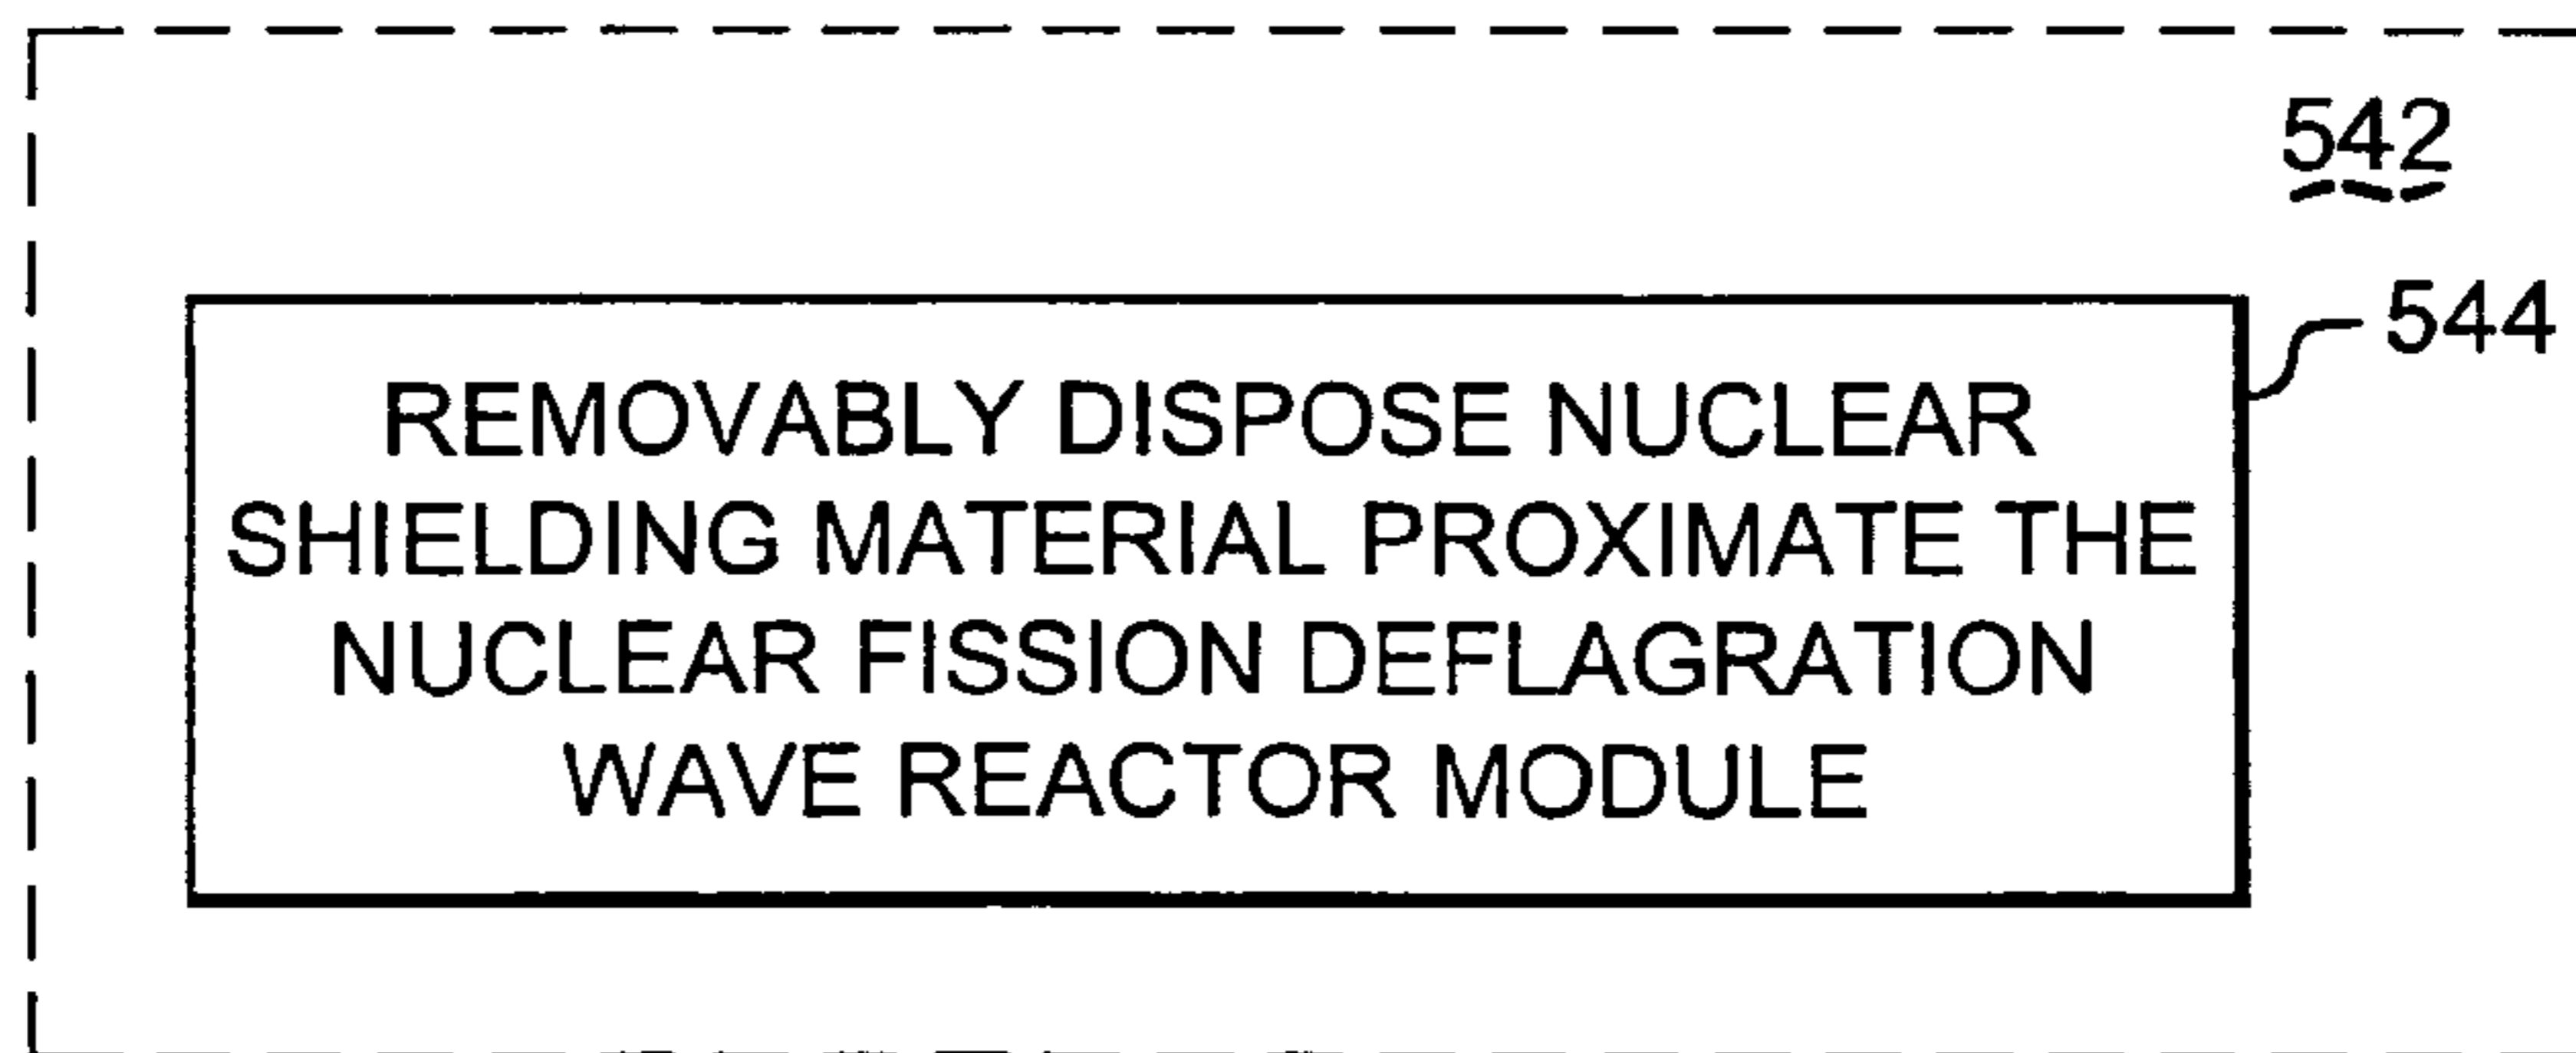 542
544
REMOVABLY DISPOSE NUCLEAR
SHIELDING MATERIAL PROXIMATE THE
NUCLEAR FISSION DEFLAGRATION
WAVE REACTOR MODULE